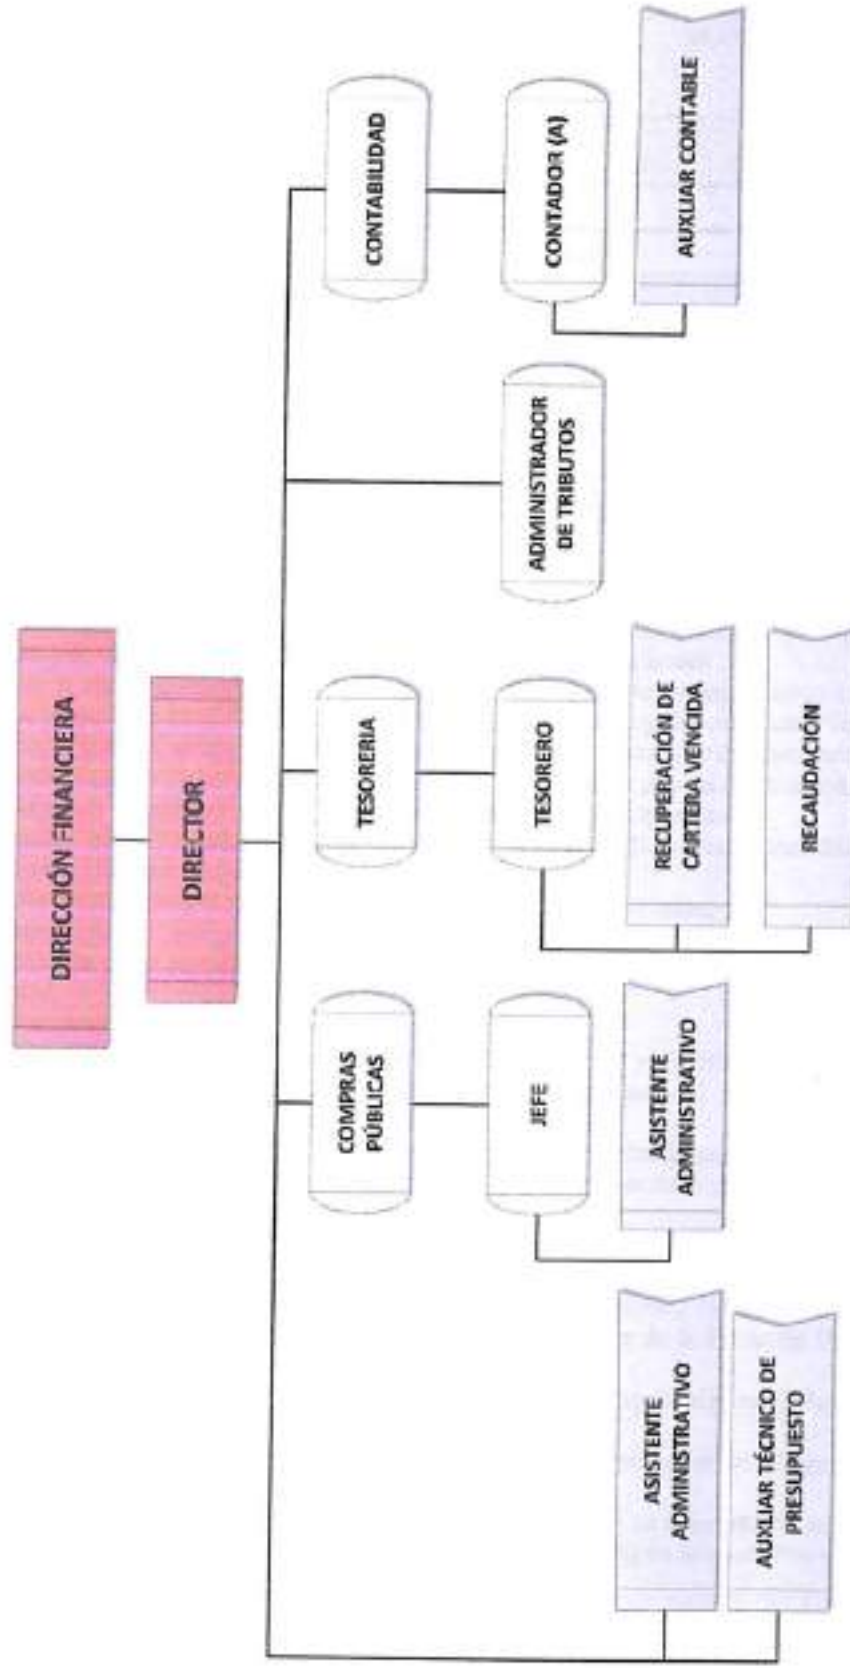 DIRECCIÓN FINANCIERA
DIRECTOR
COMPRAS
PÚBLICAS
TESORERIA
CONTABILIDAD
JEFE
TESORERO
ADMINISTRADOR
DE TRIBUTOS
CONTADOR (A)
ASISTENTE
ADMINISTRATIVO
ASISTENTE
ADMINISTRATIVO
RECUPERACIÓN DE
CARTERA VENCIDA
AUXLIAR CONTABLE
AUXLIAR TÉCNICO DE
PRESUPUESTO
RECAUDACIÓN